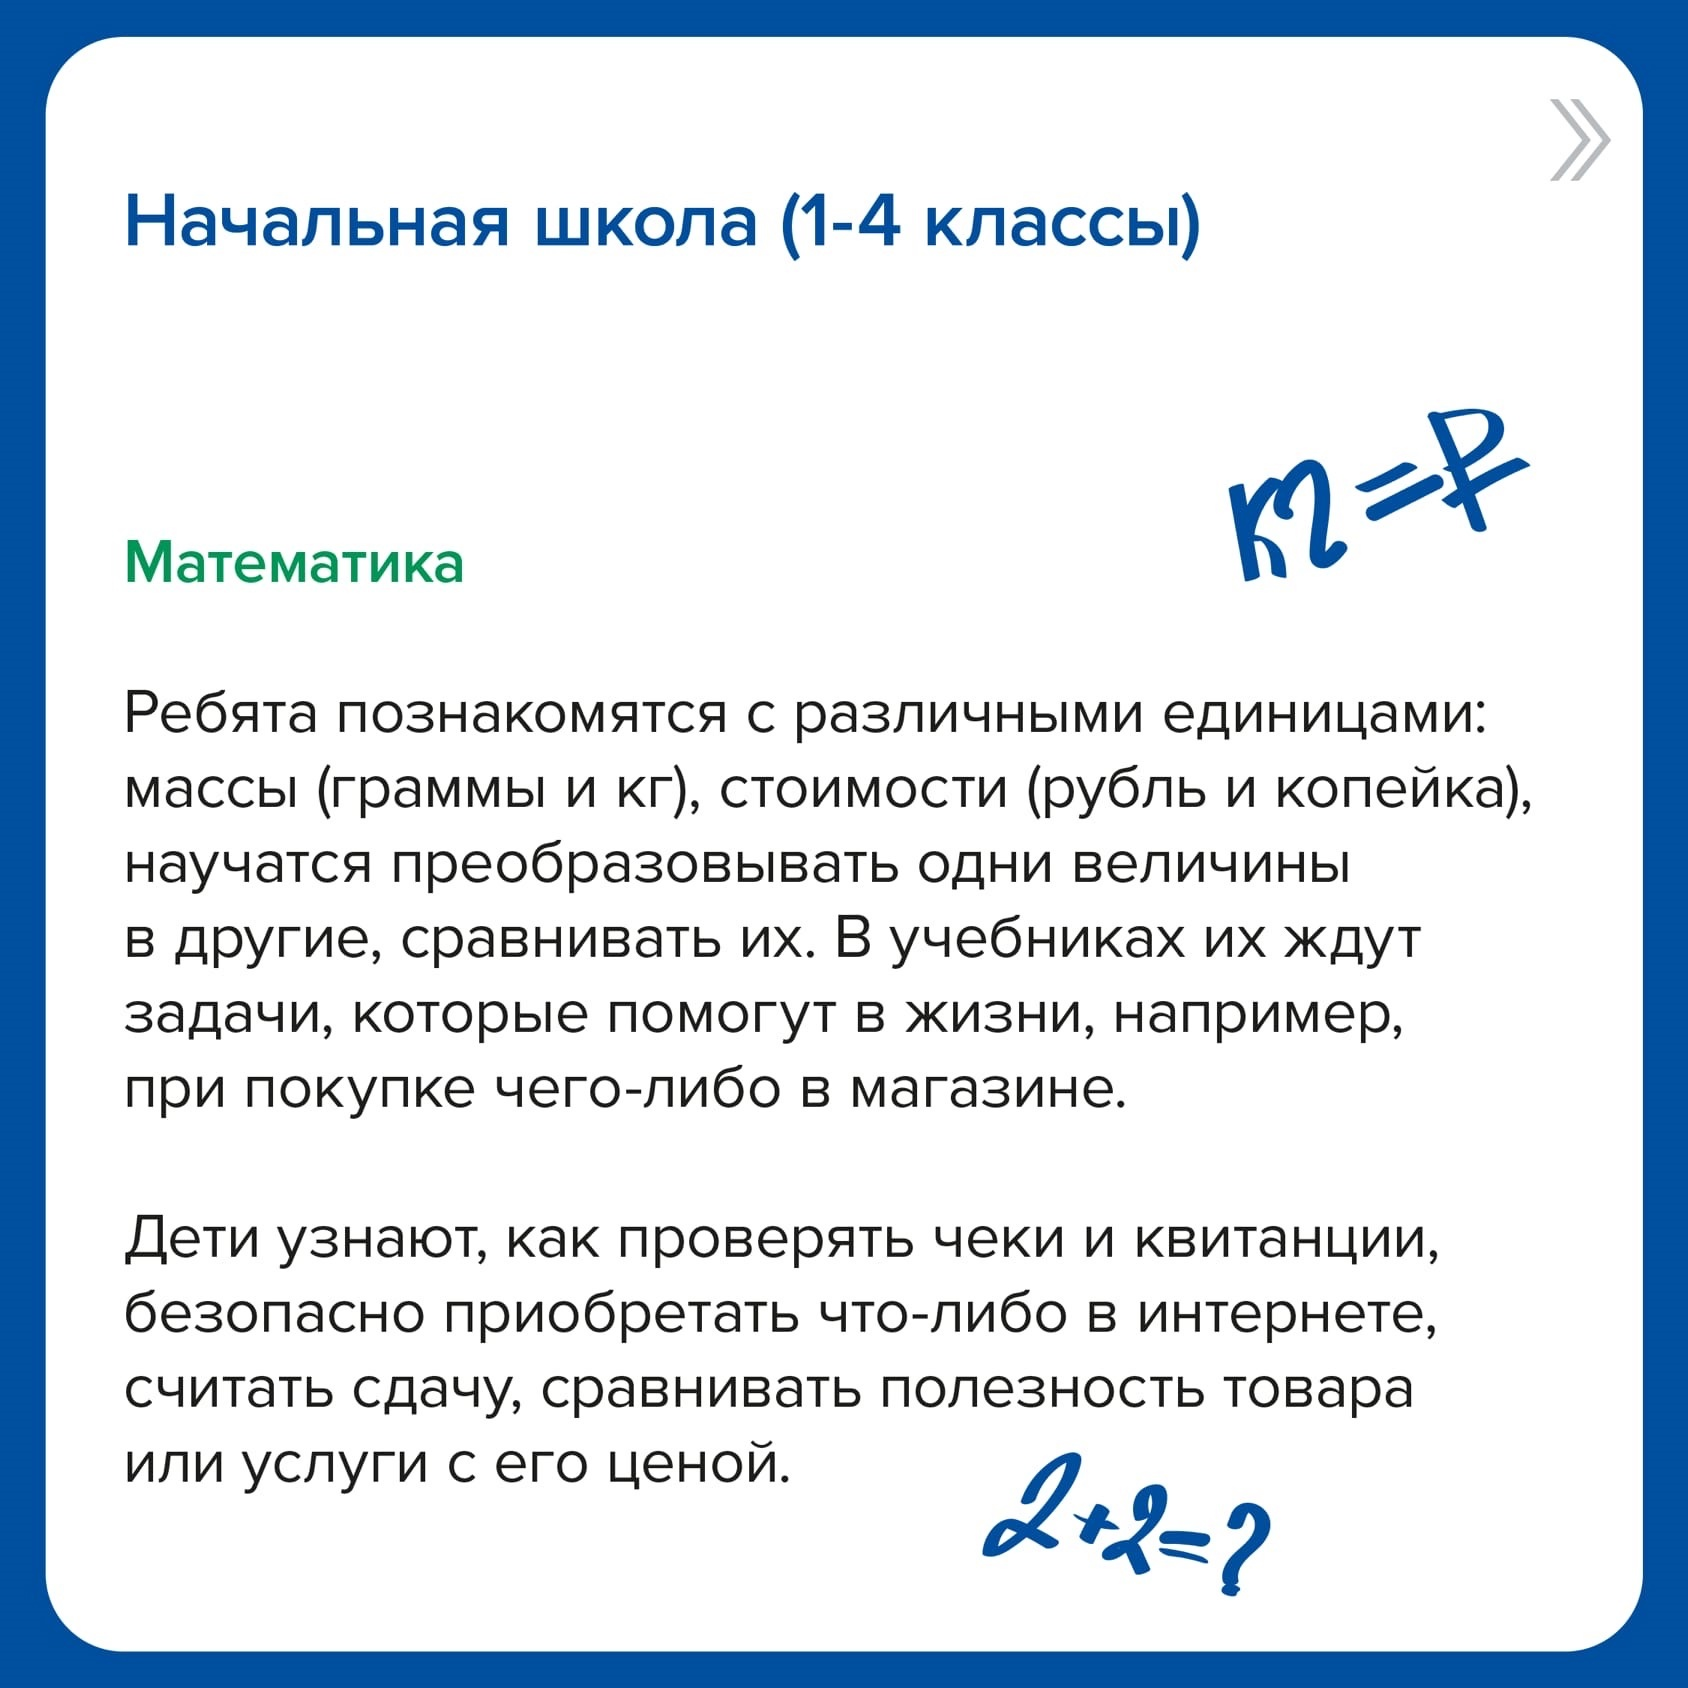 Начальная школа (1-4 классы)
кг=₽
Математика
Ребята познакомятся с различными единицами:
массы (граммы и кг), стоимости (рубль и копейка),
научатся преобразовывать одни величины
в другие, сравнивать их. В учебниках их ждут
задачи, которые помогут в жизни, например,
при покупке чего-либо в магазине.
Дети узнают, как проверять чеки и квитанции,
безопасно приобретать что-либо в интернете,
считать сдачу, сравнивать полезность товара
или услуги с его ценой.
2+2=?